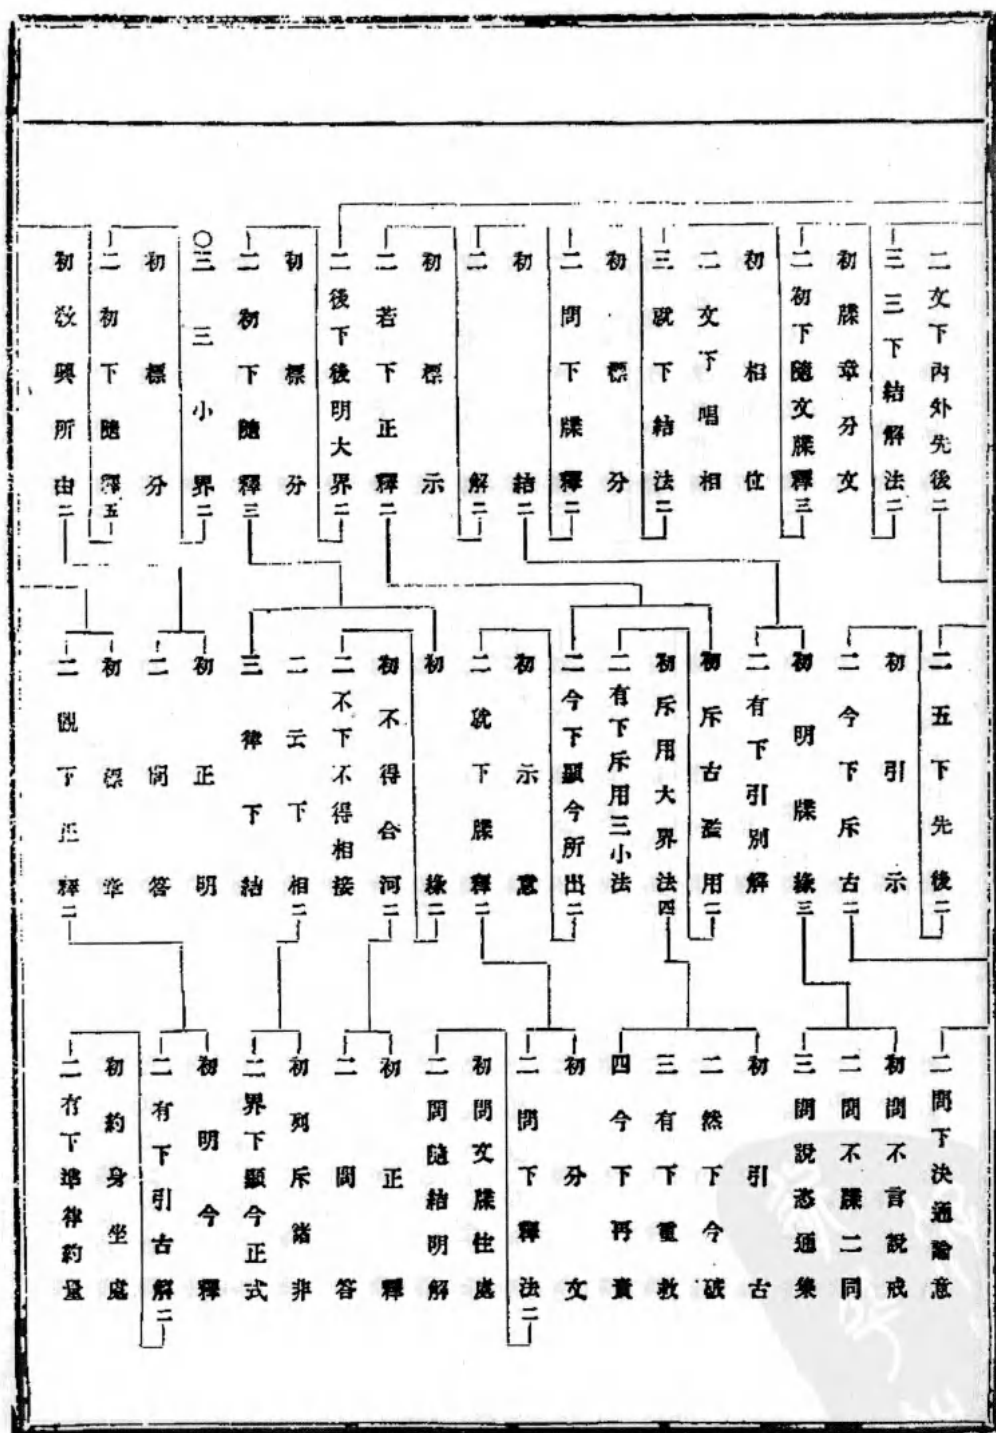 二文下內外先後二
三三下結解法二
初牒章分文
二初下隨文牒釋三
初相位
二文下唱相
三就下結法二
初標分
二問下牒釋二
初結二
二解二
初標示
二若下正釋二
二後下後明大界二
初標分
二初下隨釋三
○三三小界二
初標分
二初下隨釋五
初敘興所由二
二五下先後二
初引示
二今下斥古二
初明牒緣三
二有下引別解
初斥古濫用二
初斥用大界法四
二有下斥用三小法
二今下顯今所出二
初示意
二就下牒釋二
初緣二
初不得合河二
二不下不得相接
二云下相二
三律下結
初正明
二問答
初標章
二觀下正釋二
二問下決通論意
初問不言說戒
二問不牒二同
三問說恣通集
初引古
二然下今破
三有下重救
四今下再責
初分文
二問下釋法二
初問文牒住處
二問隨結明解
初正釋
二問答
初列斥諸非
二界下顯今正式
初明今釋
二有下引古解二
初約身坐處
二有下準律約量